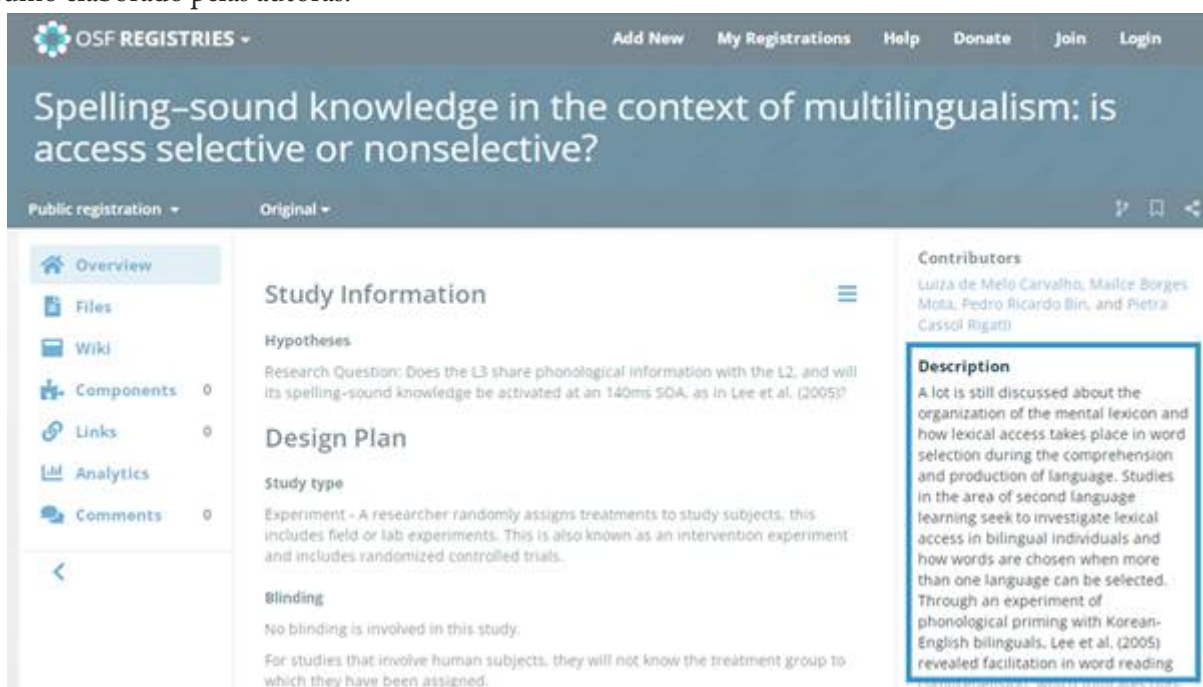 elaborado pelas autoras.
OSF REGISTRIES
Add New My Registrations Help Donate Join Login
Spelling–sound knowledge in the context of multilingualism: is
access selective or nonselective?
Public registration
Original
Overview
Files
Wiki
Components 0
Links 0
Analytics
Comments 0
Study Information
Hypotheses
Research Question: Does the L3 share phonological information with the L2, and will
its spelling–sound knowledge be activated at an 140ms SOA, as in Lee et al. (2005)?
Design Plan
Study type
Experiment - A researcher randomly assigns treatments to study subjects, this
includes field or lab experiments. This is also known as an intervention experiment
and includes randomized controlled trials.
Blinding
No blinding is involved in this study.
For studies that involve human subjects, they will not know the treatment group to
which they have been assigned.
Contributors
Luiza de Melo Carvalho, Mailce Borges
Mota, Pedro Ricardo Bin, and Pietra
Cassol Rigatti
Description
A lot is still discussed about the
organization of the mental lexicon and
how lexical access takes place in word
selection during the comprehension
and production of language. Studies
in the area of second language
learning seek to investigate lexical
access in bilingual individuals and
how words are chosen when more
than one language can be selected.
Through an experiment of
phonological priming with Korean-
English bilinguals, Lee et al. (2005)
revealed facilitation in word reading